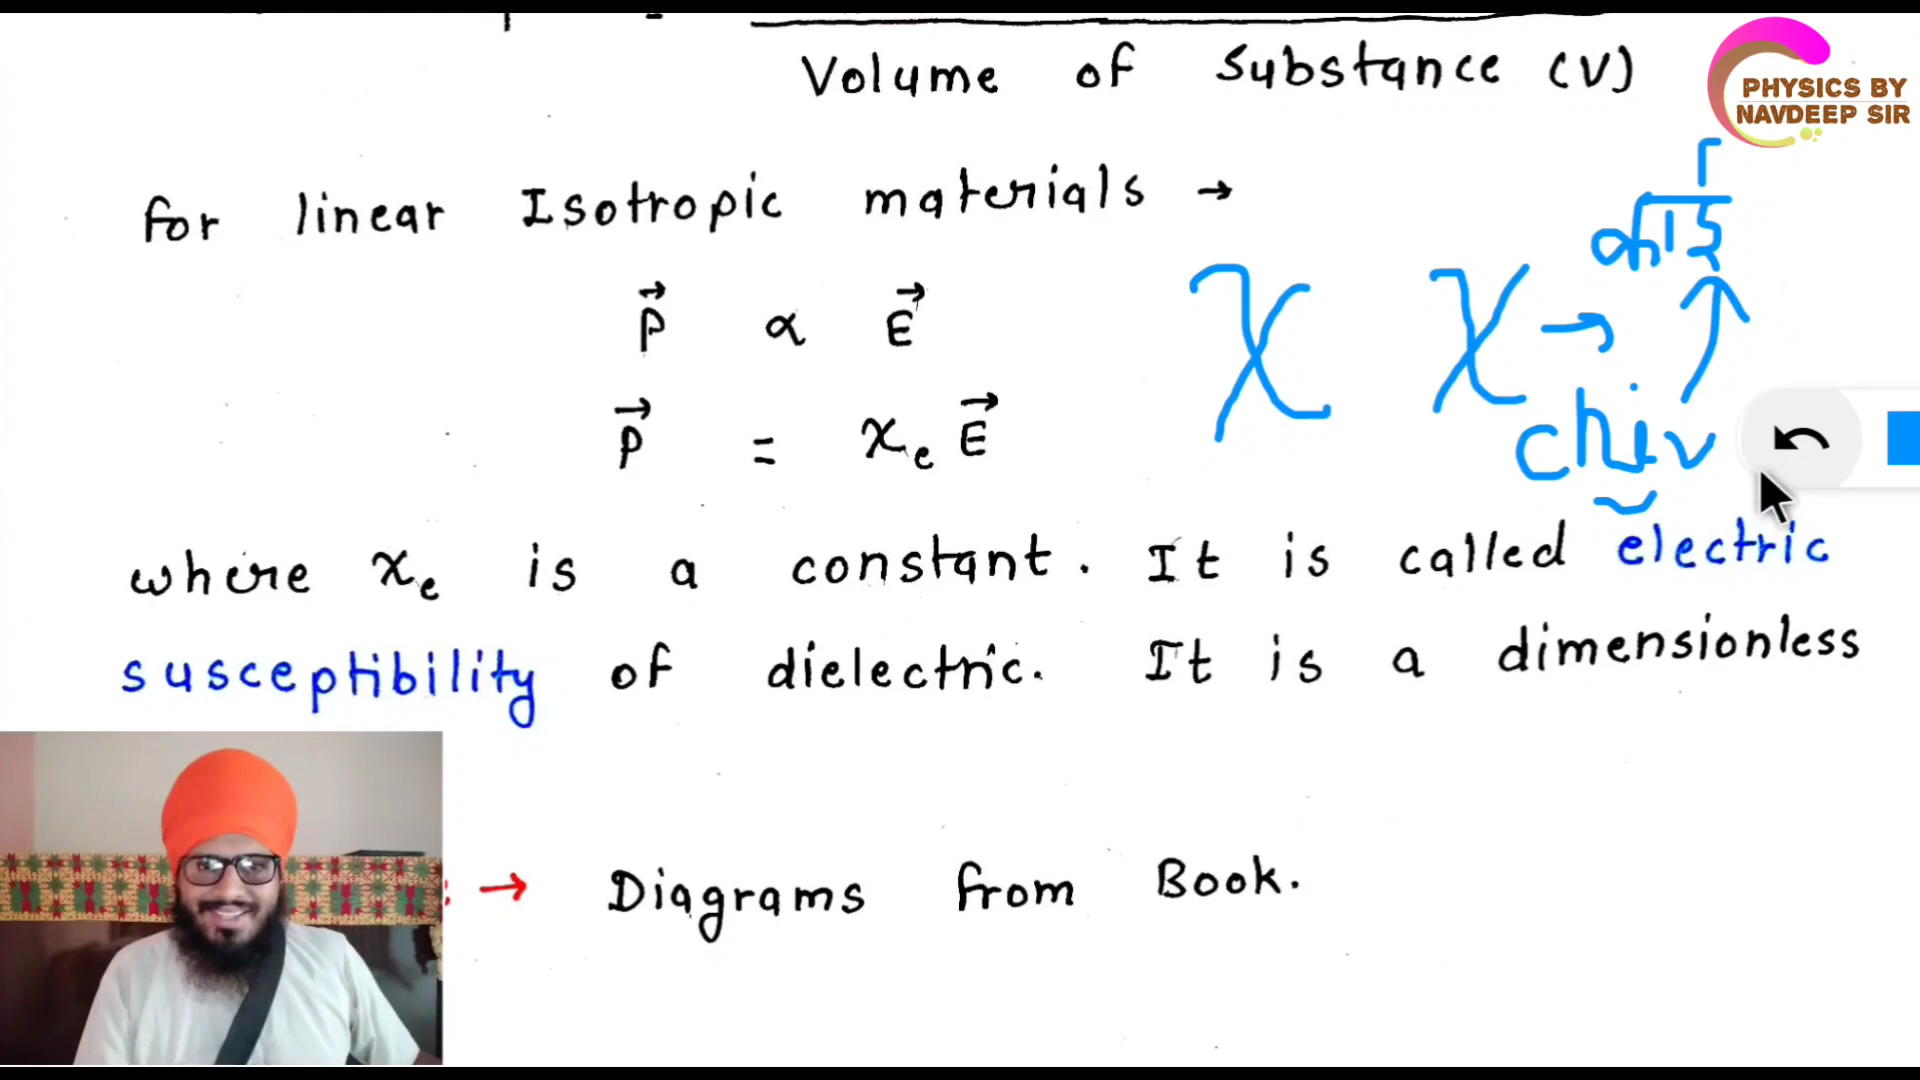 Volume of Substance (V)
PHYSICS BY
NAVDEEP SIR
for linear Isotropic materials →
P⃗ ∝ E⃗
χ χ → काई
P⃗ = χe E⃗
chi
where χe is a constant. It is called electric
susceptibility of dielectric. It is a dimensionless
→ Diagrams from Book.